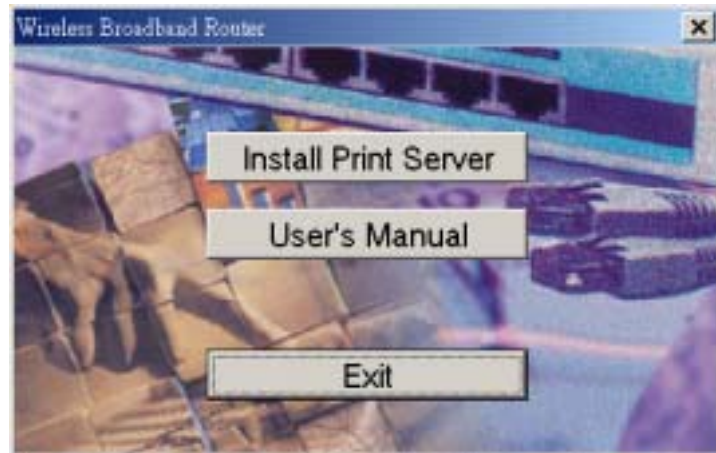 Wireless Broadband Router
Install Print Server
User's Manual
Exit